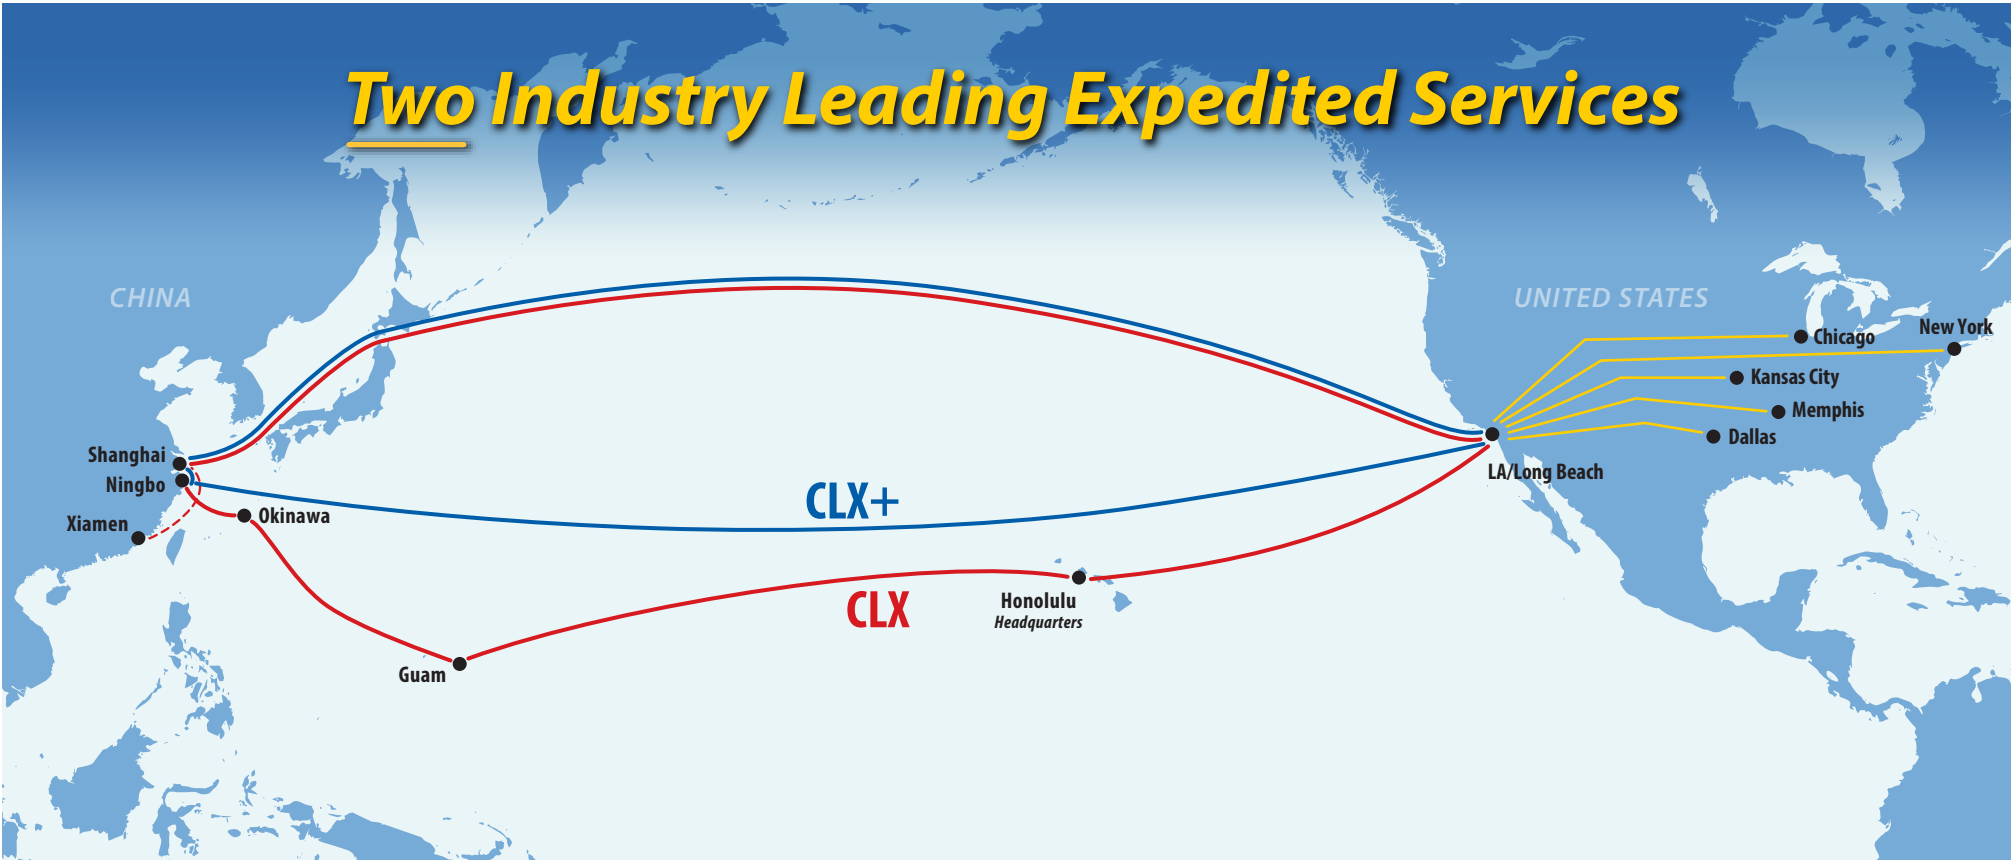 Two Industry Leading Expedited Services
CHINA
UNITED STATES
Chicago
New York
Kansas City
Memphis
Dallas
LA/Long Beach
Shanghai
Ningbo
Xiamen
Okinawa
CLX+
CLX
Honolulu
Headquarters
Guam